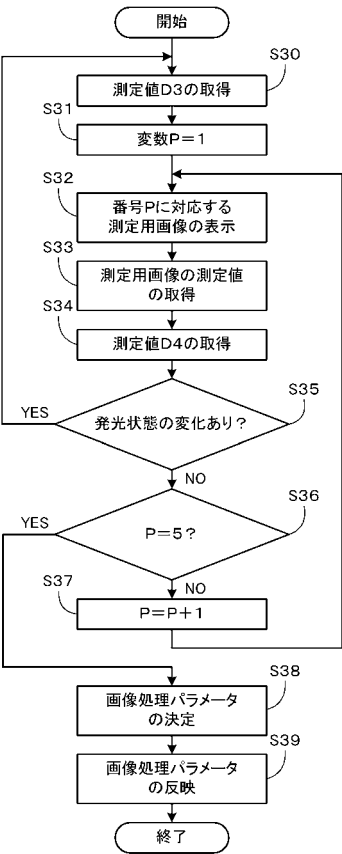 開始
S30
測定値D3の取得
S31
変数P=1
S32
番号Pに対応する
測定用画像の表示
S33
測定用画像の測定値
の取得
S34
測定値D4の取得
S35
YES
発光状態の変化あり?
NO
S36
YES
P=5?
NO
S37
P=P+1
S38
画像処理パラメータ
の決定
S39
画像処理パラメータ
の反映
終了